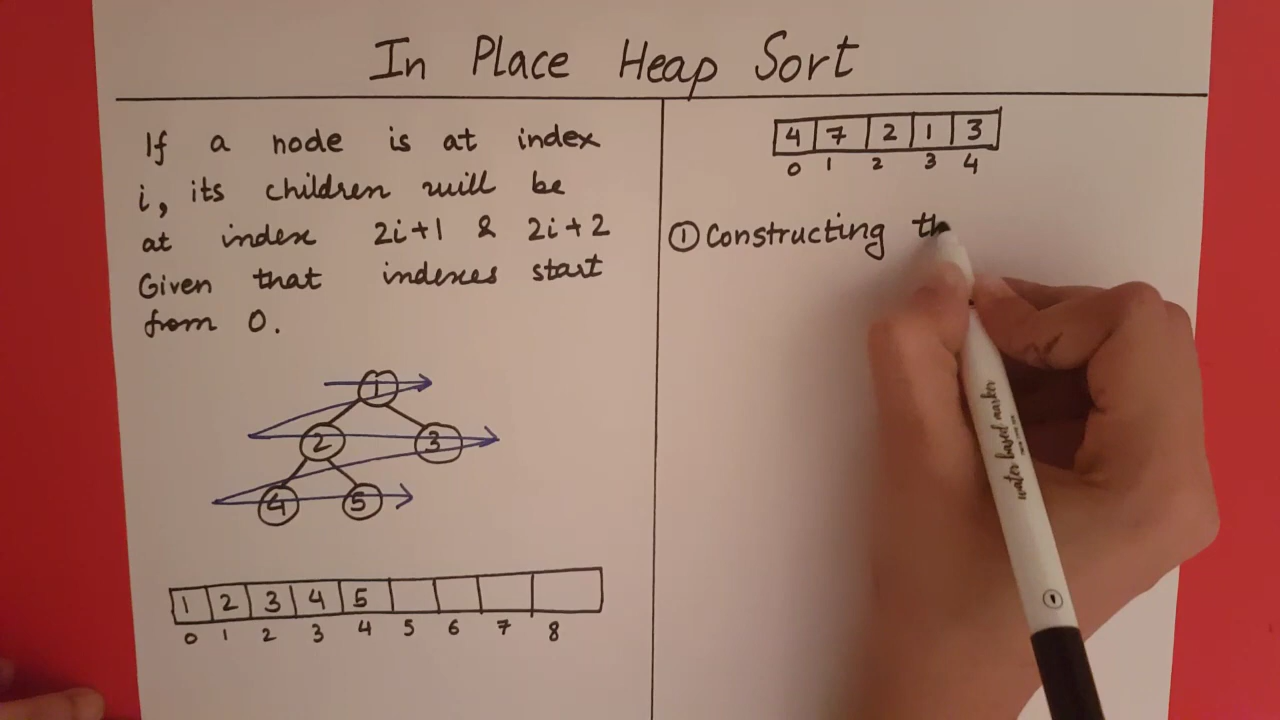 In Place Heap Sort
If a node is at index
i, its children will be
at index 2i+1 & 2i+2
Given that indexes start
from 0.
1
2 3
4 5
1 2 3 4 5
0 1 2 3 4 5 6 7 8
4 7 2 1 3
0 1 2 3 4
① Constructing th
water based marker